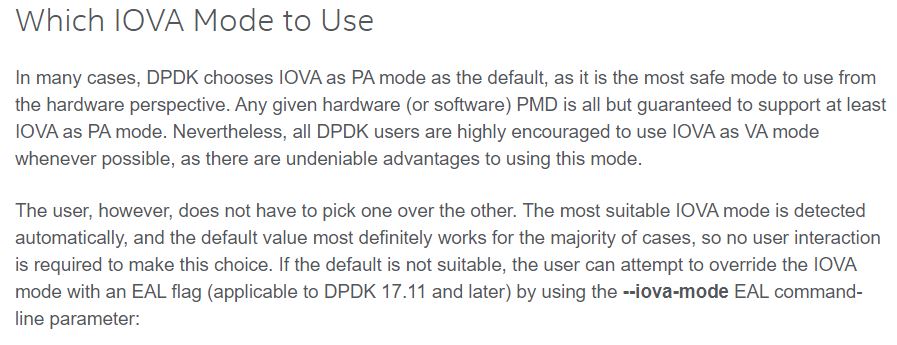 Which IOVA Mode to Use
In many cases, DPDK chooses IOVA as PA mode as the default, as it is the most safe mode to use from
the hardware perspective. Any given hardware (or software) PMD is all but guaranteed to support at least
IOVA as PA mode. Nevertheless, all DPDK users are highly encouraged to use IOVA as VA mode
whenever possible, as there are undeniable advantages to using this mode.
The user, however, does not have to pick one over the other. The most suitable IOVA mode is detected
automatically, and the default value most definitely works for the majority of cases, so no user interaction
is required to make this choice. If the default is not suitable, the user can attempt to override the IOVA
mode with an EAL flag (applicable to DPDK 17.11 and later) by using the --iova-mode EAL command-
line parameter: